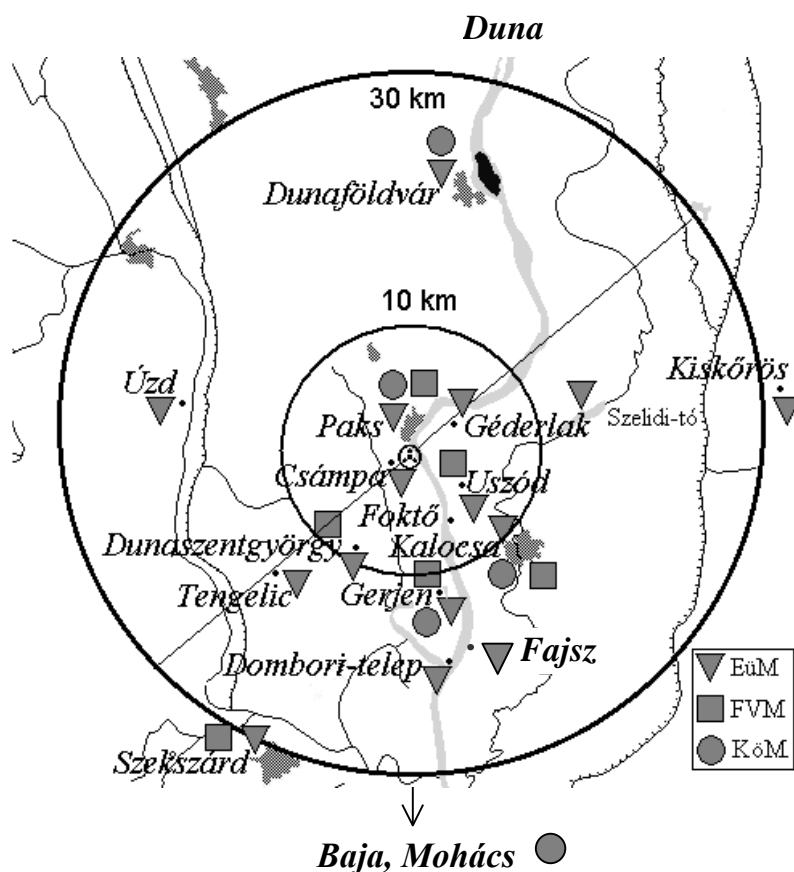 Duna
30 km
Dunaföldvár
10 km
Úzd
Kiskőrös
Paks
Géderlak
Szelidi-tó
Csámpa
Uszód
Foktő
Dunaszentgyörgy
Kalocsa
Tengelic
Gerjen
Dombori-telep
Fajsz
EüM
FVM
KöM
Szekszárd
Baja, Mohács